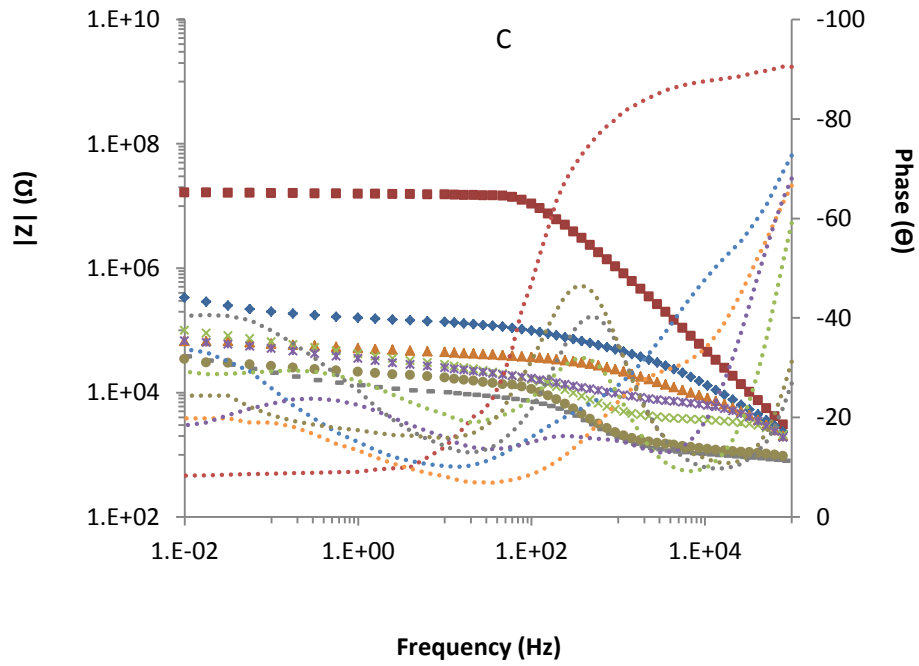 C
1.E+10
1.E+08
1.E+06
1.E+04
1.E+02
|Z| (Ω)
-100
-80
-60
-40
-20
0
Phase (Θ)
1.E-02
1.E+00
1.E+02
1.E+04
Frequency (Hz)